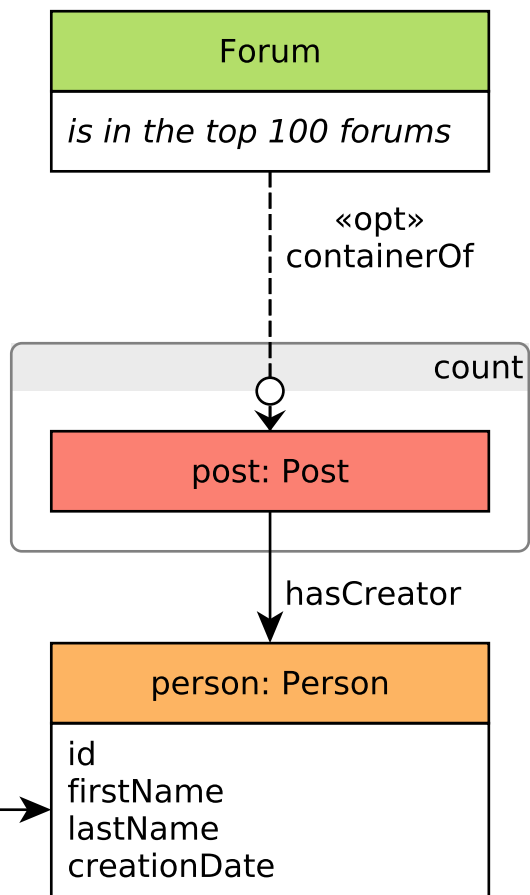 Forum
is in the top 100 forums
«opt»
containerOf
count
post: Post
hasCreator
person: Person
id
firstName
lastName
creationDate